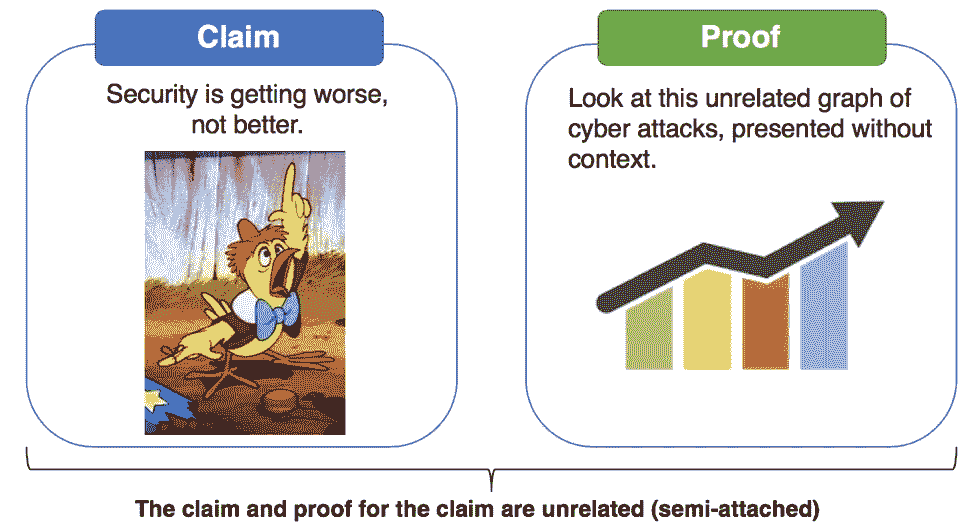 Claim
Security is getting worse,
not better.
Proof
Look at this unrelated graph of
cyber attacks, presented without
context.
The claim and proof for the claim are unrelated (semi-attached)